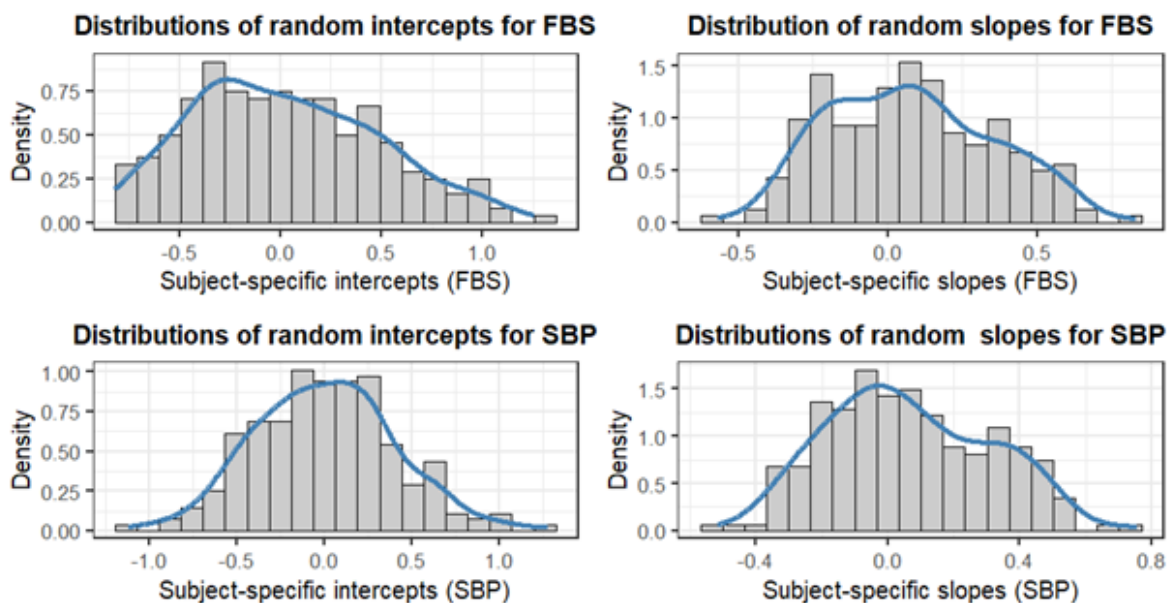 Distributions of random intercepts for FBS
Density
0.75
0.50
0.25
0.00
-0.5
0.0
0.5
1.0
Subject-specific intercepts (FBS)
Distribution of random slopes for FBS
Density
1.5
1.0
0.5
0.0
-0.5
0.0
0.5
Subject-specific slopes (FBS)
Distributions of random intercepts for SBP
Density
1.00
0.75
0.50
0.25
0.00
-1.0
-0.5
0.0
0.5
1.0
Subject-specific intercepts (SBP)
Distributions of random  slopes for SBP
Density
1.5
1.0
0.5
0.0
-0.4
0.0
0.4
0.8
Subject-specific slopes (SBP)